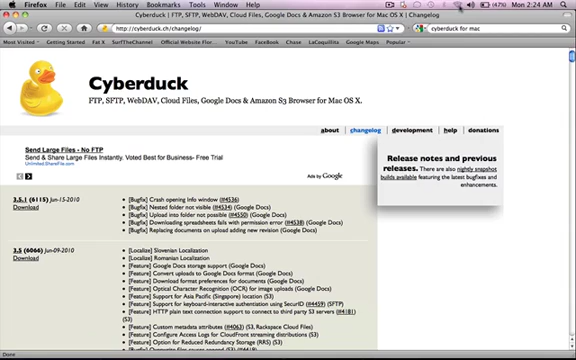 Firefox File Edit View History Bookmarks Tools Window Help (47%) Mon 2:24 AM
Cyberduck | FTP, SFTP, WebDAV, Cloud Files, Google Docs & Amazon S3 Browser for Mac OS X | Changelog
http://cyberduck.ch/changelog/ cyberduck for mac
Most Visited Getting Started Fat X SurfTheChannel Official Website Flor... YouTube Facebook Chase LaCoquillita Craigslist Youtube
Cyberduck
FTP, SFTP, WebDAV, Cloud Files, Google Docs & Amazon S3 Browser for Mac OS X.
about changelog development help donations
Send Large Files - No FTP
Send & Share Large Files Instantly. Voted Best for Business- Free Trial
Unlimited.ShareFile.com
Ads by Google
Release notes and previous
releases. There are also nightly snapshot
builds available featuring the latest bugfixes and
enhancements.
3.5.1 (6115) Jun-15-2010
Download
• [Bugfix] Crash opening Info window (#4536)
• [Bugfix] Nested folder not visible (#4534) (Google Docs)
• [Bugfix] Upload into folder not possible (#4550) (Google Docs)
• [Bugfix] Downloading spreadsheets fails with permission error (#4538) (Google Docs)
• [Bugfix] Replacing documents on upload adding new revision (Google Docs)
3.5 (6066) Jun-09-2010
Download
• [Localize] Slovenian Localization
• [Localize] Romanian Localization
• [Feature] Google Docs storage support (Google Docs)
• [Feature] Convert uploads to Google Docs format (Google Docs)
• [Feature] Download format preferences for documents (Google Docs)
• [Feature] Optical Character Recognition (OCR) for image uploads (Google Docs)
• [Feature] Support for Asia Pacific (Singapore) location (S3)
• [Feature] Support for keyboard-interactive authentication using SecurID (#4459) (SFTP)
• [Feature] HTTP plain text connection support to connect to third party S3 servers (#4181)
(S3)
• [Feature] Custom metadata attributes (#4063) (S3, Rackspace Cloud Files)
• [Feature] Configure Access Logs for CloudFront streaming distributions (S3)
• [Feature] Option for Reduced Redundancy Storage (RRS) (S3)
Done